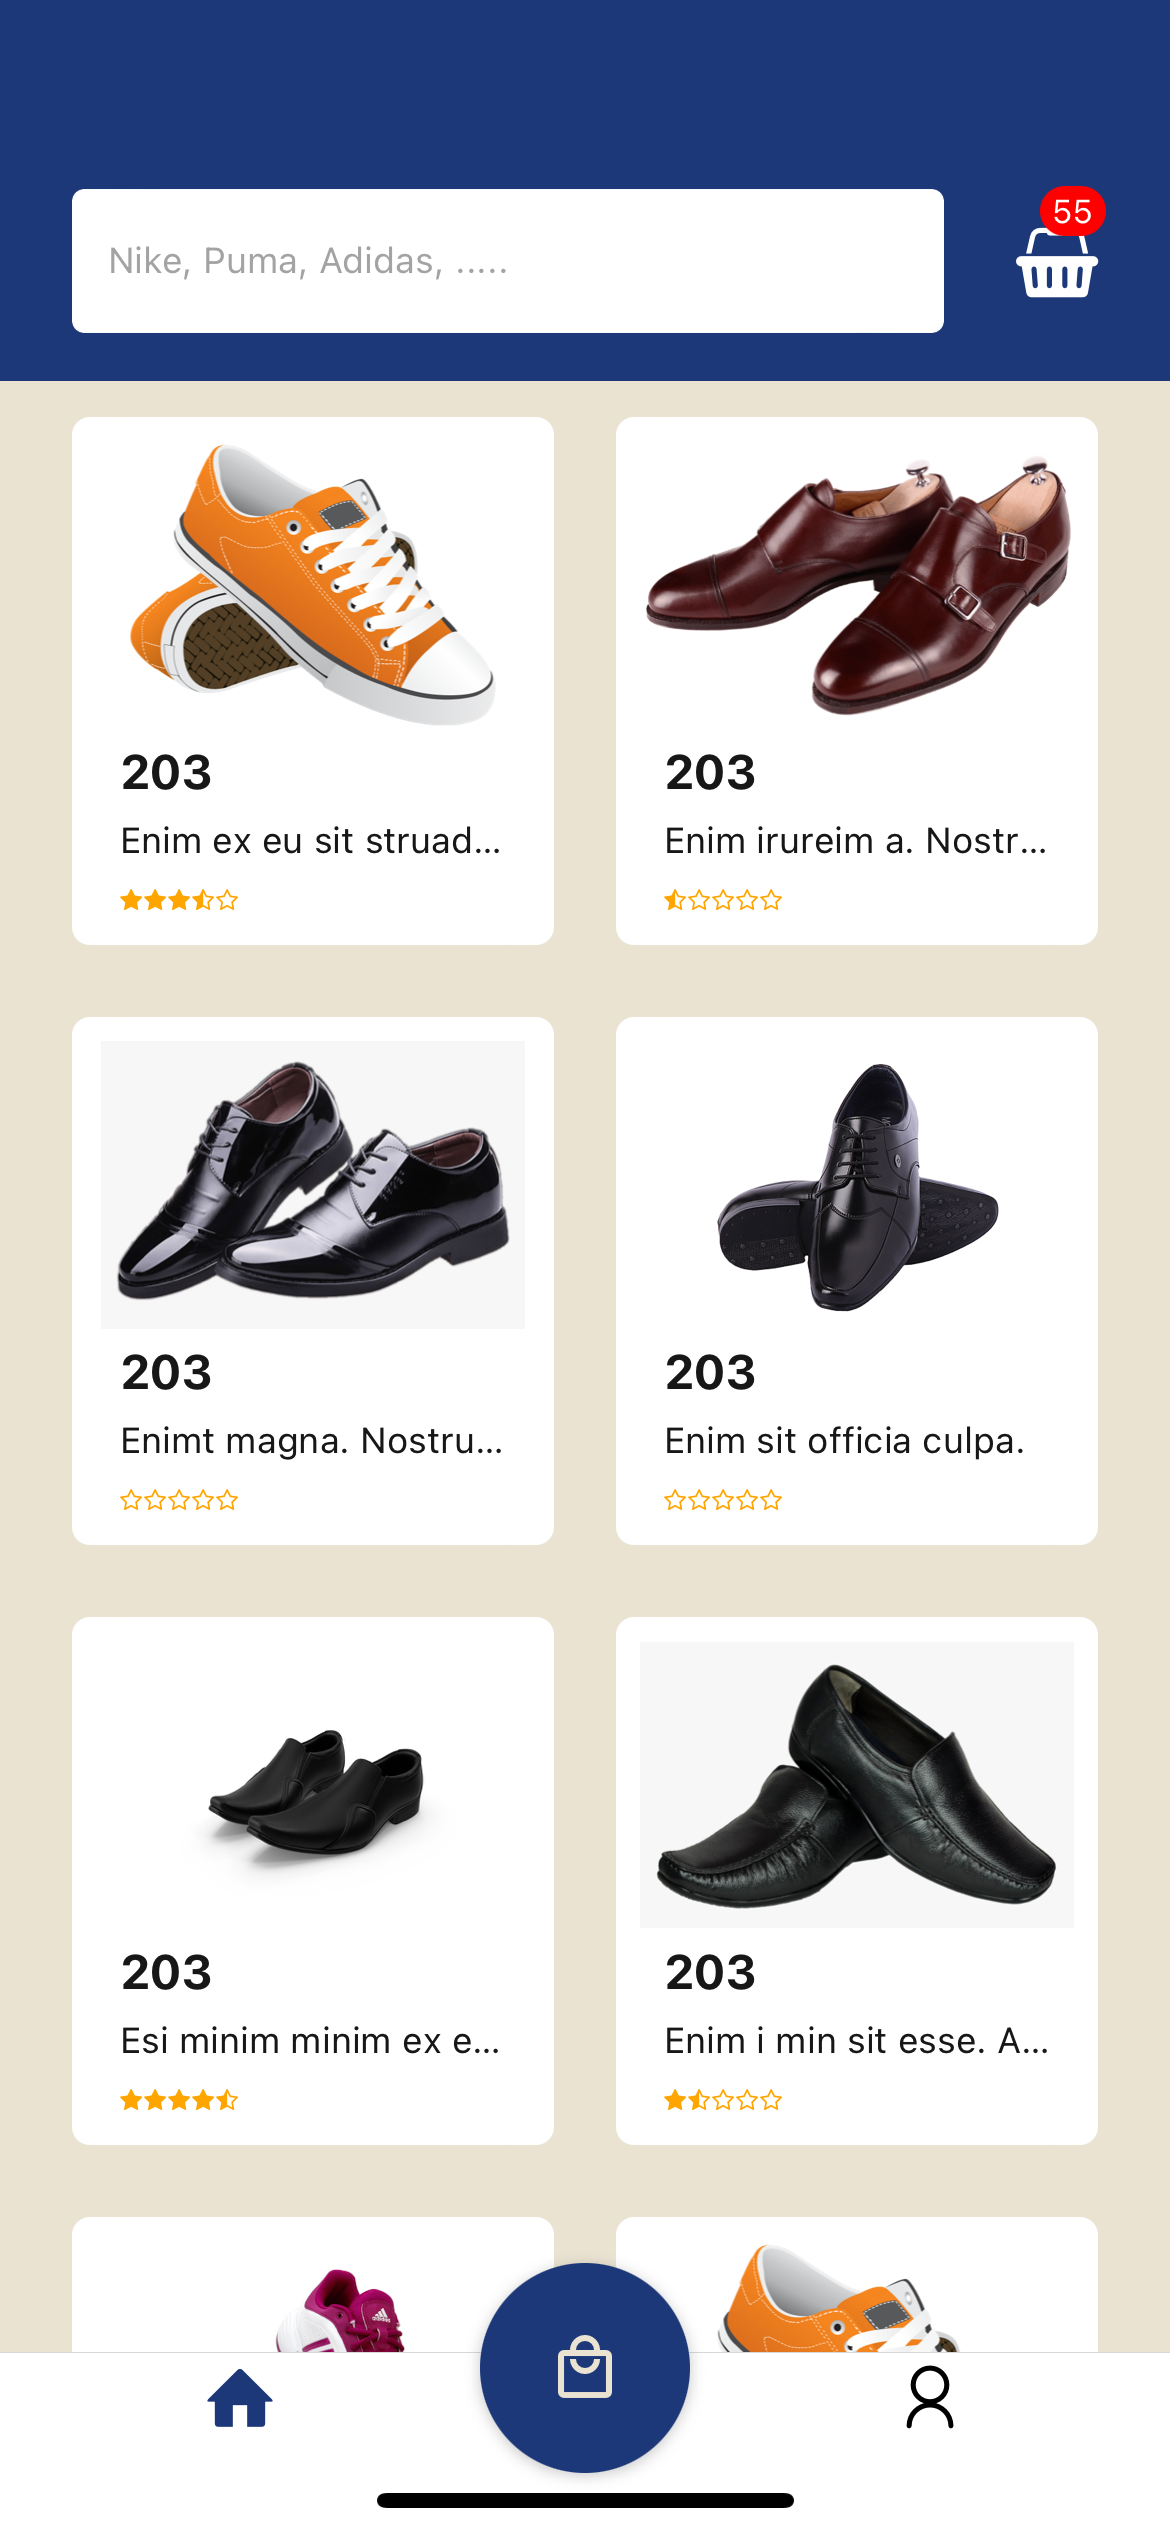 55
Nike, Puma, Adidas, .....
203
Enim ex eu sit struad...
203
Enim irureim a. Nostr...
203
Enimt magna. Nostru...
203
Enim sit officia culpa.
203
Esi minim minim ex e...
203
Enim i min sit esse. A...
adidas